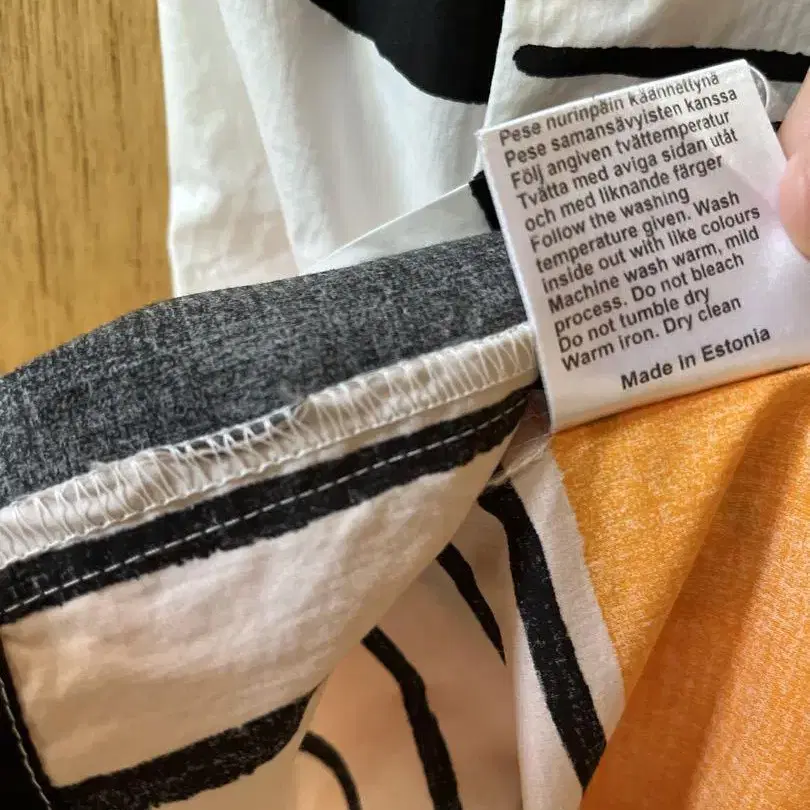 Pese nurinpäin käännettynä
Pese samansävyisten kanssa
Följ angiven tvättemperatur
Tvätta med aviga sidan utåt
och med liknande färger
Follow the washing
temperature given. Wash
inside out with like colours
Machine wash warm, mild
process. Do not bleach
Do not tumble dry
Warm iron. Dry clean
Made in Estonia